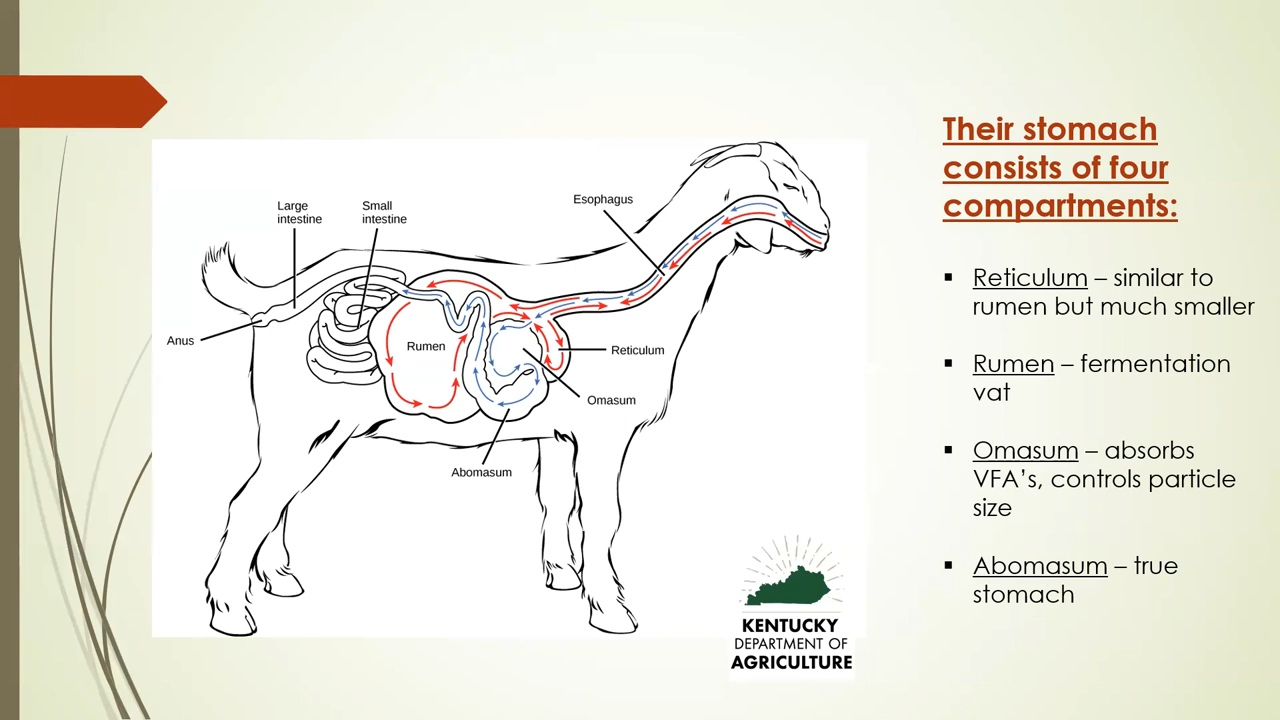 Their stomach
consists of four
compartments:
Large
intestine
Small
intestine
Esophagus
Anus
Rumen
Reticulum
Omasum
Abomasum
▪ Reticulum – similar to
rumen but much smaller
▪ Rumen – fermentation
vat
▪ Omasum – absorbs
VFA's, controls particle
size
▪ Abomasum – true
stomach
KENTUCKY
DEPARTMENT OF
AGRICULTURE